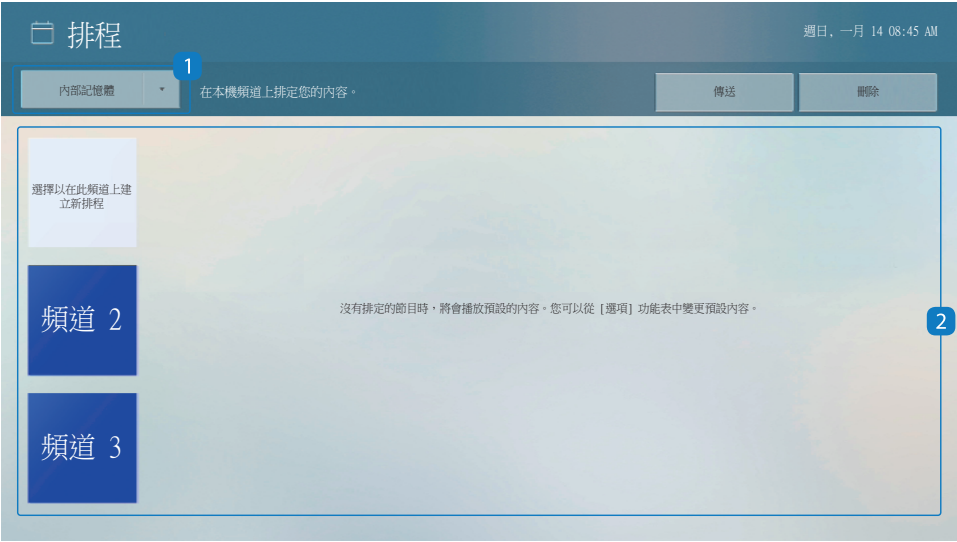 排程
週日, 一月 14 08:45 AM
1
內部記憶體
在本機頻道上排定您的內容。
傳送
刪除
選擇以在此頻道上建
立新排程
頻道 2
沒有排定的節目時，將會播放預設的內容。您可以從 [選項] 功能表中變更預設內容。
2
頻道 3